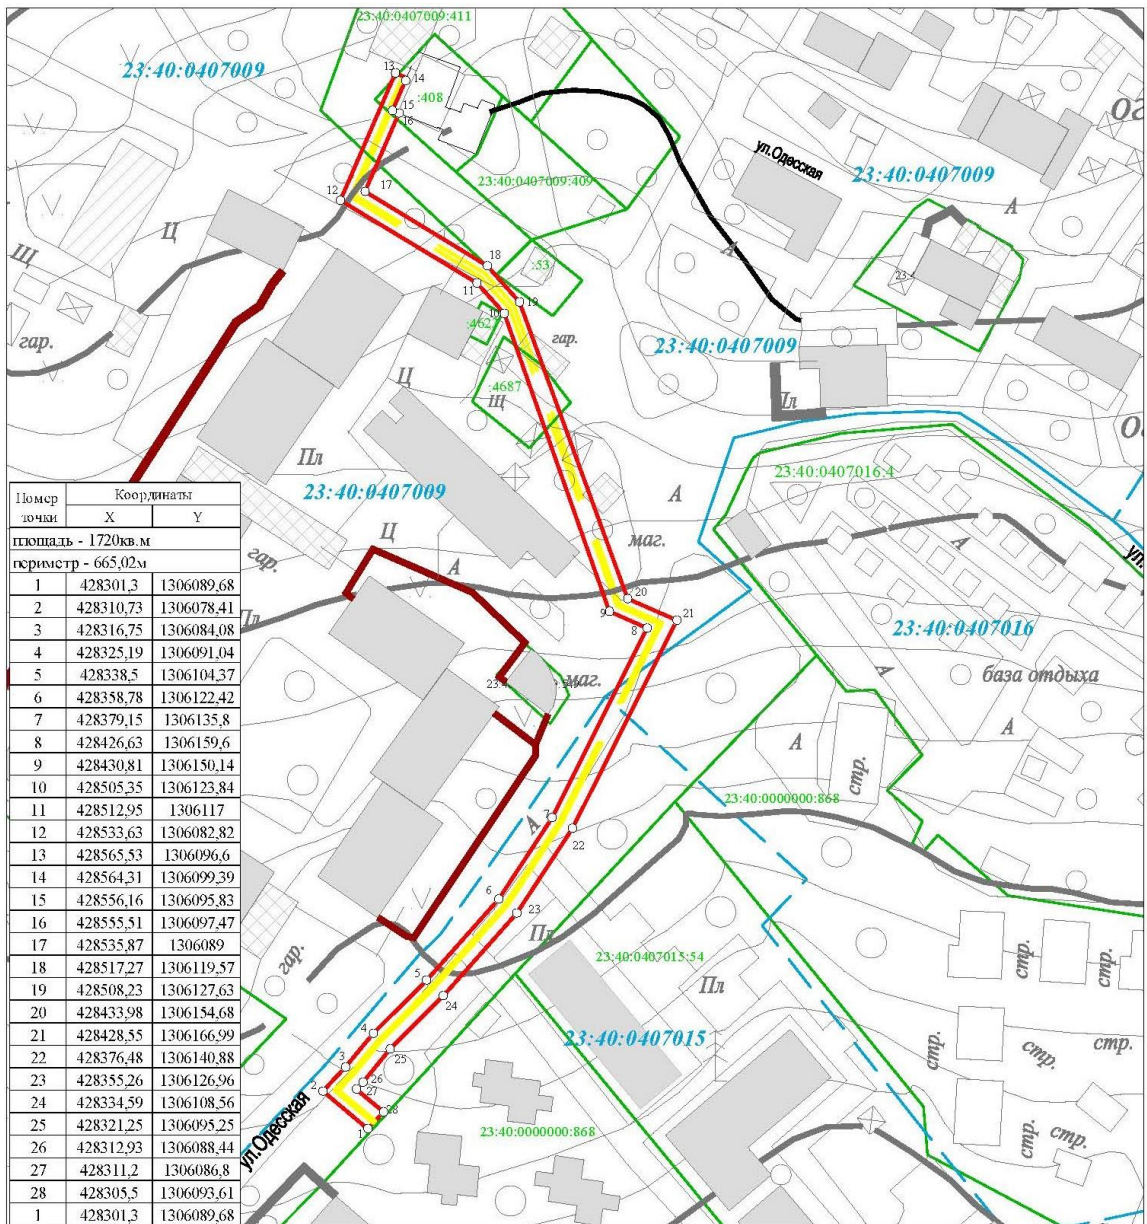 23:40:0407009:411
13
14
23:40:0407009
:408
15
16
ул.Одесская
23:40:0407009
23:40:0407009:409
12
17
А
Ц
Щ
А
18
:53
11
19
10
:462
гар.
гар.
23:40:0407009
Ц
:4687
Щ
Пл
Пл
23:40:0407016:4
23:40:0407009
А
Ц
маг.
гар.
А
А
20
9
21
8
Пл
23:40:0407016
А
база отдыха
маг.
А
А
стр.
23:40:0000000:868
7
А
22
6
23
Пл
гар.
23:40:0407015:54
стр.
стр.
5
Пл
24
4
23:40:0407015
25
стр.
стр.
3
26
2
27
28
1
ул.Одесская
23:40:0000000:868
стр.
стр.
Номер точки Координаты
X Y
площадь - 1720кв.м
периметр - 665,02м
1 428301,3 1306089,68
2 428310,73 1306078,41
3 428316,75 1306084,08
4 428325,19 1306091,04
5 428338,5 1306104,37
6 428358,78 1306122,42
7 428379,15 1306135,8
8 428426,63 1306159,6
9 428430,81 1306150,14
10 428505,35 1306123,84
11 428512,95 1306117
12 428533,63 1306082,82
13 428565,53 1306096,6
14 428564,31 1306099,39
15 428556,16 1306095,83
16 428555,51 1306097,47
17 428535,87 1306089
18 428517,27 1306119,57
19 428508,23 1306127,63
20 428433,98 1306154,68
21 428428,55 1306166,99
22 428376,48 1306140,88
23 428355,26 1306126,96
24 428334,59 1306108,56
25 428321,25 1306095,25
26 428312,93 1306088,44
27 428311,2 1306086,8
28 428305,5 1306093,61
1 428301,3 1306089,68